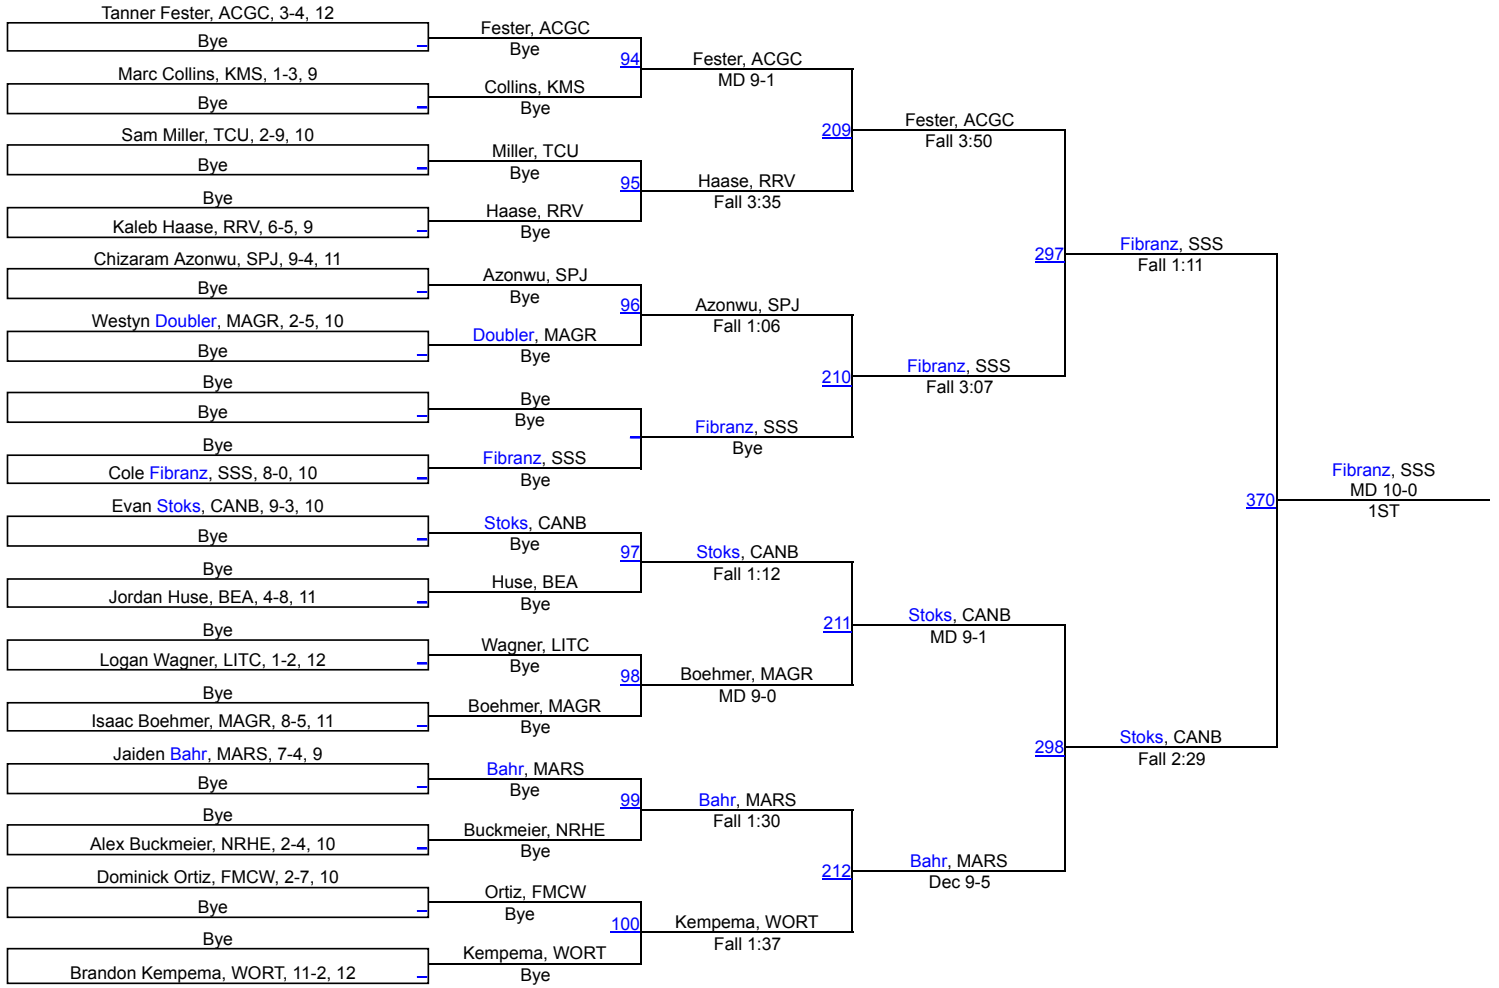 Tanner Fester, ACGC, 3-4, 12
Bye
Marc Collins, KMS, 1-3, 9
Bye
Sam Miller, TCU, 2-9, 10
Bye
Bye
Kaleb Haase, RRV, 6-5, 9
Chizaram Azonwu, SPJ, 9-4, 11
Bye
Westyn Doubler, MAGR, 2-5, 10
Bye
Bye
Bye
Bye
Cole Fibranz, SSS, 8-0, 10
Evan Stoks, CANB, 9-3, 10
Bye
Bye
Jordan Huse, BEA, 4-8, 11
Bye
Logan Wagner, LITC, 1-2, 12
Bye
Isaac Boehmer, MAGR, 8-5, 11
Jaiden Bahr, MARS, 7-4, 9
Bye
Bye
Alex Buckmeier, NRHE, 2-4, 10
Dominick Ortiz, FMCW, 2-7, 10
Bye
Bye
Brandon Kempema, WORT, 11-2, 12
Fester, ACGC
Bye
94
Collins, KMS
Bye
Miller, TCU
Bye
95
Haase, RRV
Bye
Azonwu, SPJ
Bye
96
Doubler, MAGR
Bye
Bye
Bye
Fibranz, SSS
Bye
Stoks, CANB
Bye
97
Huse, BEA
Bye
Wagner, LITC
Bye
98
Boehmer, MAGR
Bye
Bahr, MARS
Bye
99
Buckmeier, NRHE
Bye
Ortiz, FMCW
Bye
100
Kempema, WORT
Bye
Fester, ACGC
MD 9-1
209
Haase, RRV
Fall 3:35
Azonwu, SPJ
Fall 1:06
210
Fibranz, SSS
Bye
Stoks, CANB
Fall 1:12
211
Boehmer, MAGR
MD 9-0
Bahr, MARS
Fall 1:30
212
Kempema, WORT
Fall 1:37
Fester, ACGC
Fall 3:50
297
Fibranz, SSS
Fall 3:07
Stoks, CANB
MD 9-1
298
Bahr, MARS
Dec 9-5
Fibranz, SSS
Fall 1:11
370
Stoks, CANB
Fall 2:29
Fibranz, SSS
MD 10-0
1ST